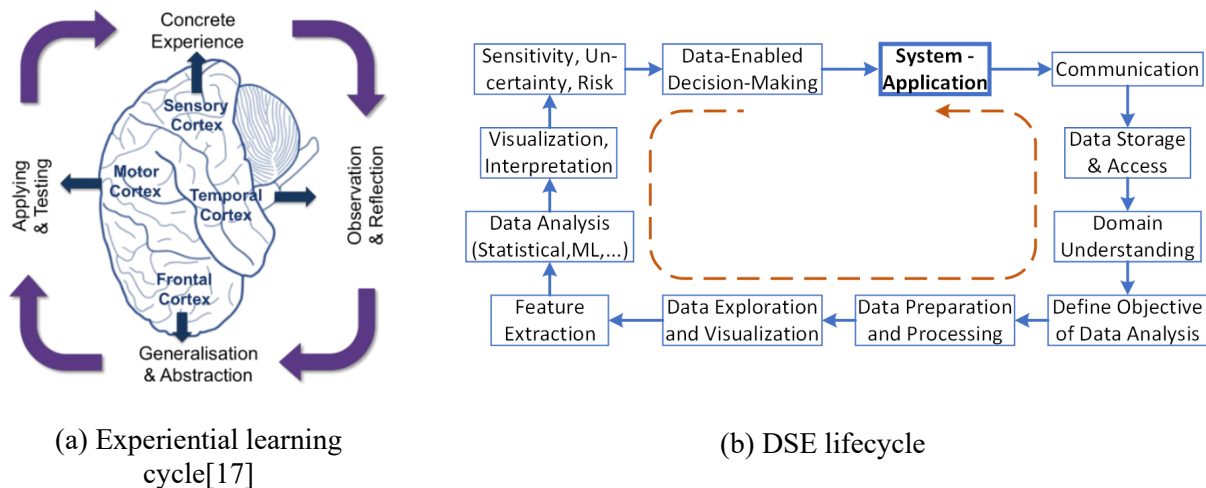 Concrete
Experience
Sensory
Cortex
Motor
Cortex
Temporal
Cortex
Frontal
Cortex
Applying
& Testing
Observation
& Reflection
Generalisation
& Abstraction
(a) Experiential learning
cycle[17]
Sensitivity, Un-
certainty, Risk
Data-Enabled
Decision-Making
System -
Application
Communication
Visualization,
Interpretation
Data Storage
& Access
Data Analysis
(Statistical,ML,...)
Domain
Understanding
Feature
Extraction
Data Exploration
and Visualization
Data Preparation
and Processing
Define Objective
of Data Analysis
(b) DSE lifecycle